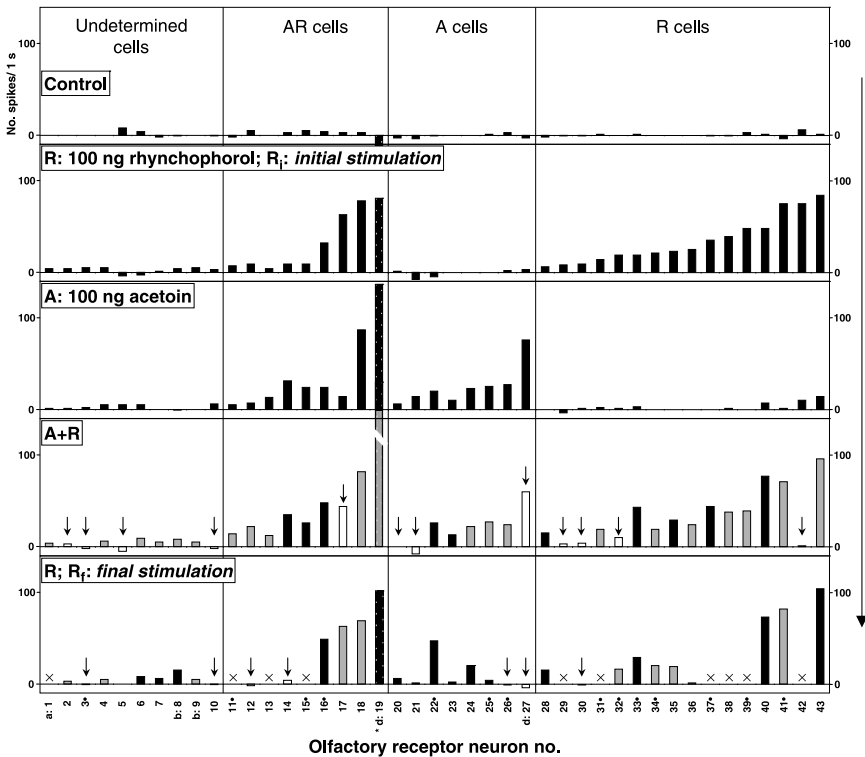 Undetermined cells
AR cells
A cells
R cells
No. spikes/ 1 s
100
100
Control
0
0
R: 100 ng rhynchophorol; Ri: initial stimulation
100
100
0
0
A: 100 ng acetoin
100
100
0
0
A+R
100
100
0
0
R; Rf: final stimulation
100
100
× × × × × × × × × ×
0
0
a: 1 2 3• 4 5 6 7 b: 8 b: 9 10 11• 12 13 14 15• 16• 17 18 * d: 19 20 21 22• 23 24 25• 26• d: 27 28 29 30 31• 32• 33• 34• 35 36 37• 38 39• 40 41• 42 43
Olfactory receptor neuron no.